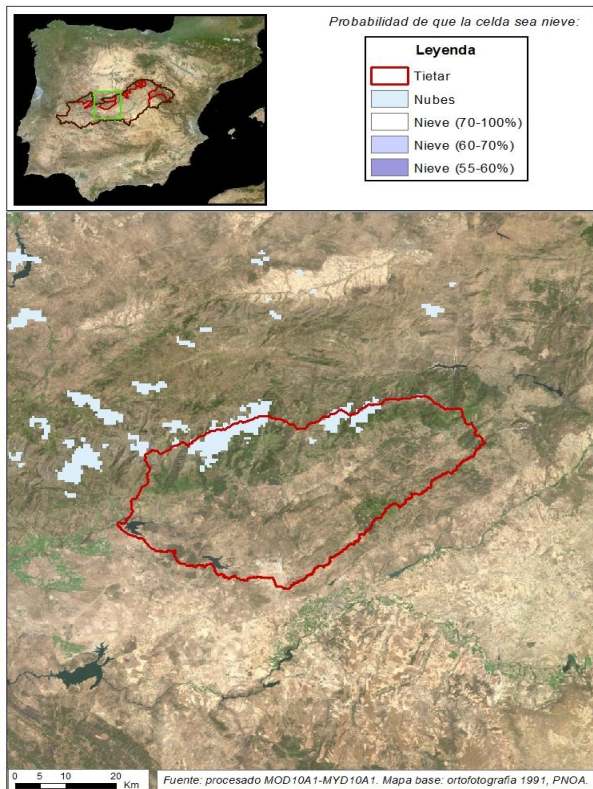 Probabilidad de que la celda sea nieve:
Leyenda
Tietar
Nubes
Nieve (70-100%)
Nieve (60-70%)
Nieve (55-60%)
0 5 10 20
Km
Fuente: procesado MOD10A1-MYD10A1. Mapa base: ortofotografia 1991, PNOA.